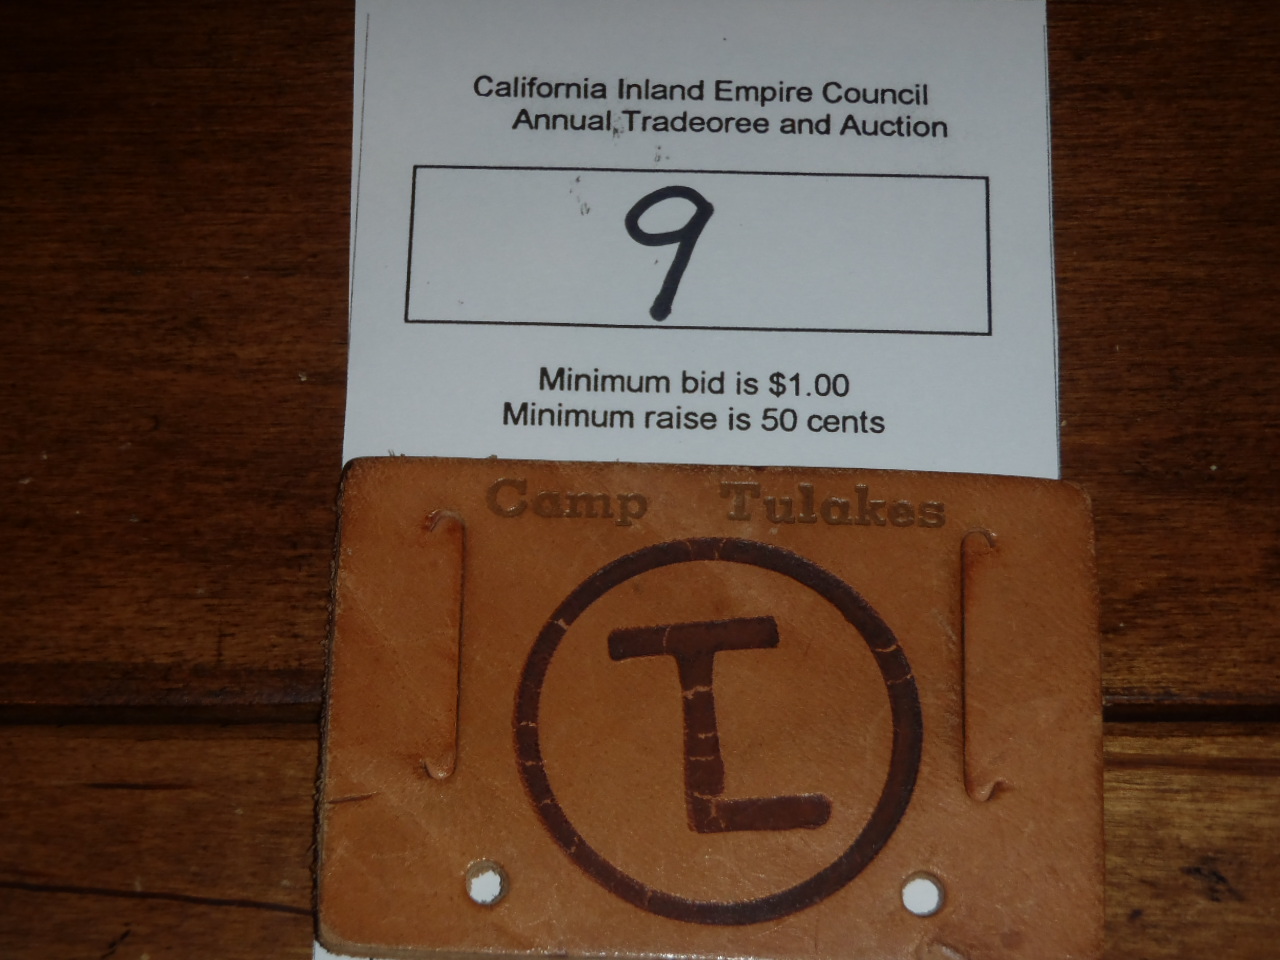 California Inland Empire Council
Annual Tradeoree and Auction
9
Minimum bid is $1.00
Minimum raise is 50 cents
Camp Tulakes
TL